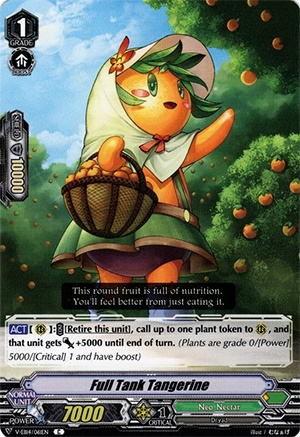 1
GRADE
BOOST
10000
This round fruit is full of nutrition.
You'll feel better from just eating it.
ACT [Retire this unit], call up to one plant token to , and
that unit gets +5000 until end of turn. (Plants are grade 0/[Power]
5000/[Critical] 1 and have boost)
Full Tank Tangerine
NORMAL
UNIT
POWER 7000
1
CRITICAL
Neo Nectar
Dryad
V-EB14/061EN C